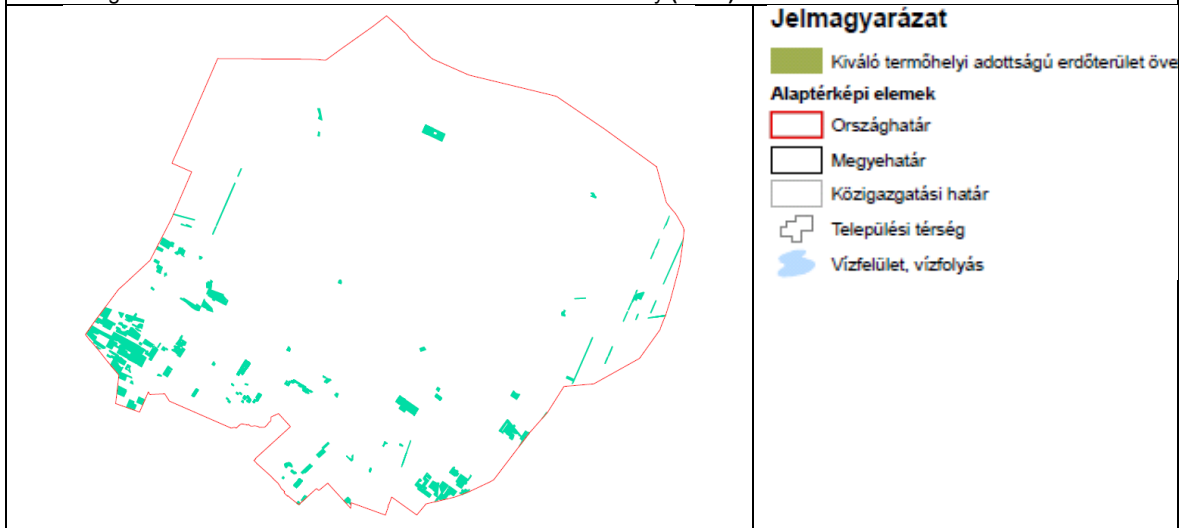 Jelmagyarázat
Kiváló termőhelyi adottságú erdőterület öve
Alaptérképi elemek
Országhatár
Megyehatár
Közigazgatási határ
Települési térség
Vízfelület, vízfolyás